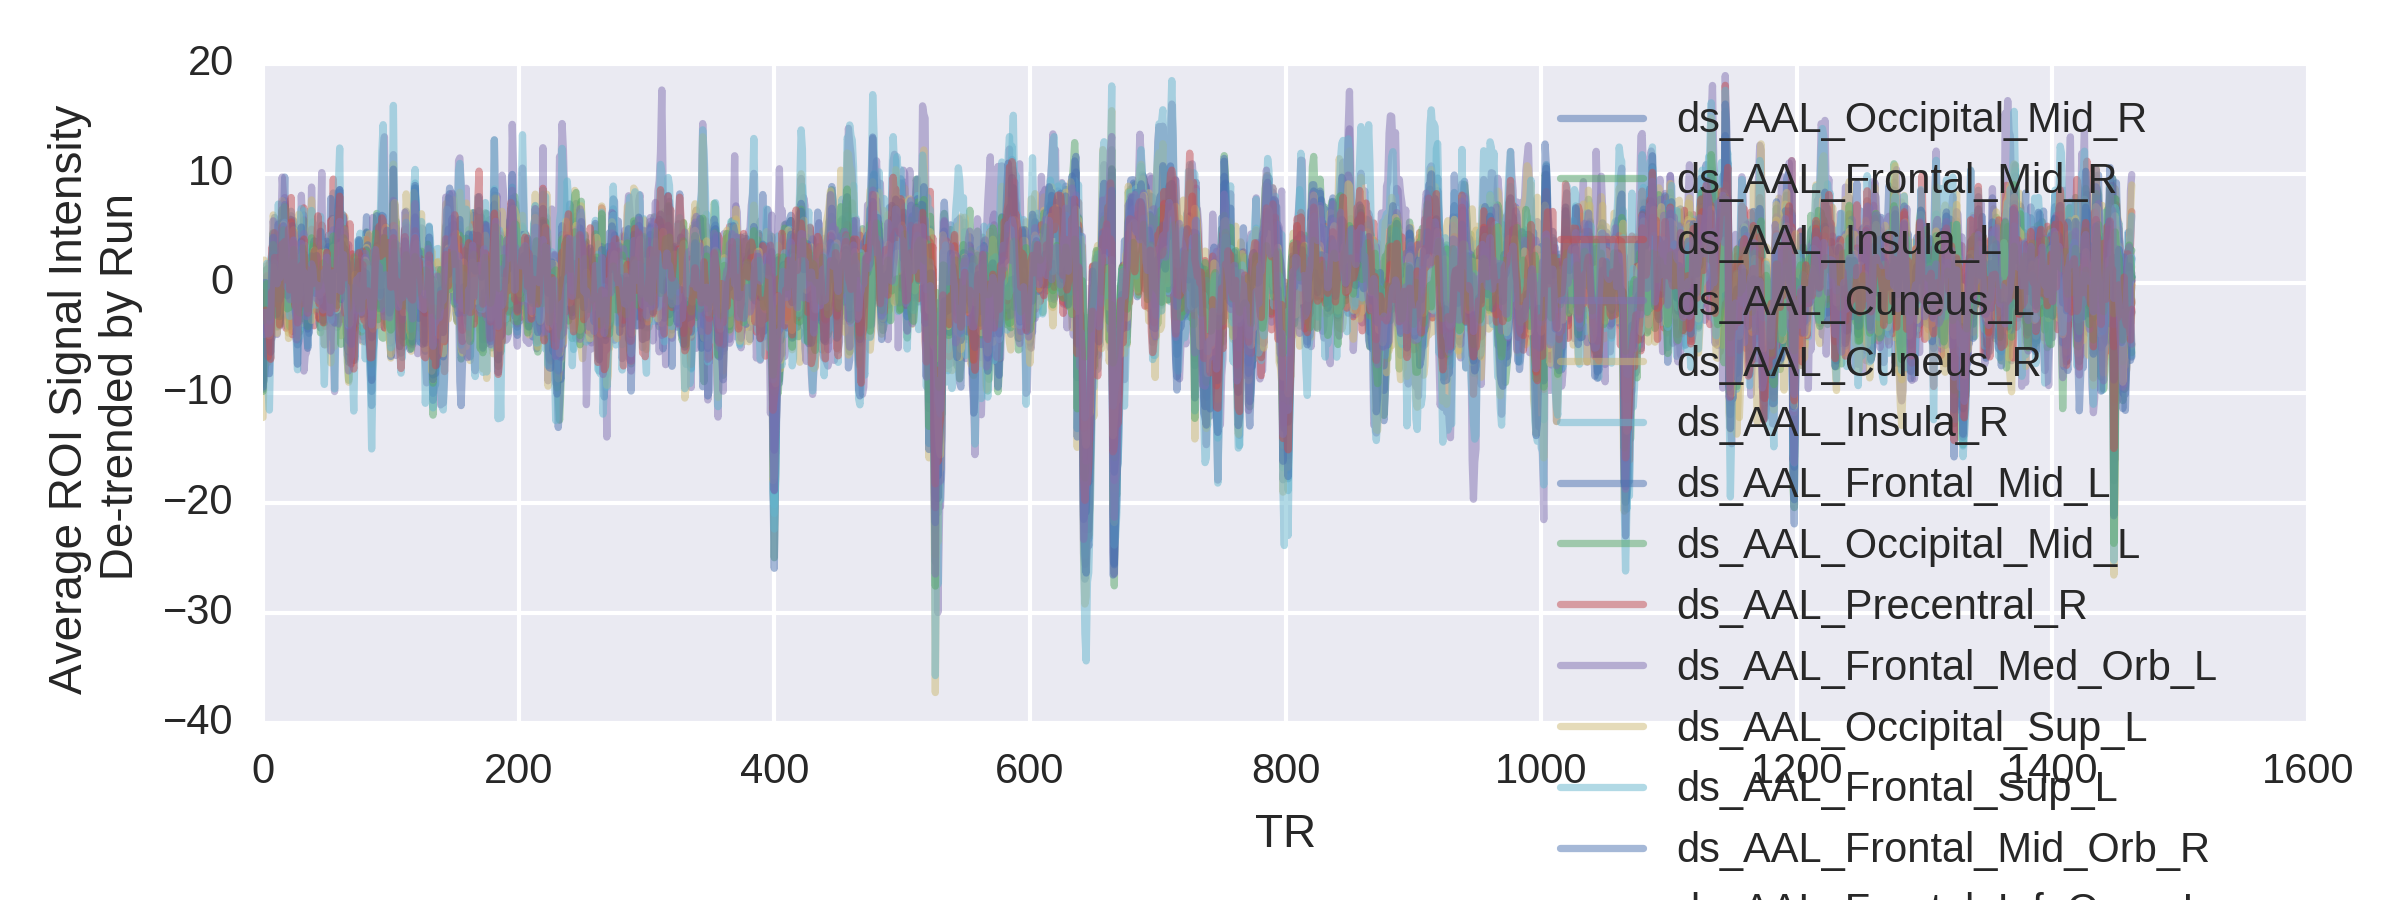 Average ROI Signal Intensity
De-trended by Run
20
10
0
−10
−20
−30
−40
0 200 400 600 800 1000 1200 1400 1600
TR
ds_AAL_Occipital_Mid_R
ds_AAL_Frontal_Mid_R
ds_AAL_Insula_L
ds_AAL_Cuneus_L
ds_AAL_Cuneus_R
ds_AAL_Insula_R
ds_AAL_Frontal_Mid_L
ds_AAL_Occipital_Mid_L
ds_AAL_Precentral_R
ds_AAL_Frontal_Med_Orb_L
ds_AAL_Occipital_Sup_L
ds_AAL_Frontal_Sup_L
ds_AAL_Frontal_Mid_Orb_R